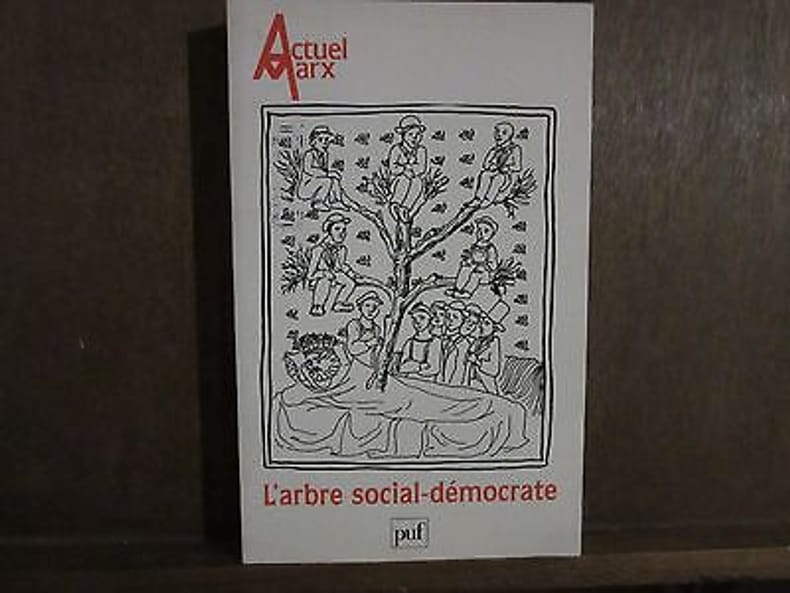 Actuel
Marx
L'arbre social-démocrate
puf